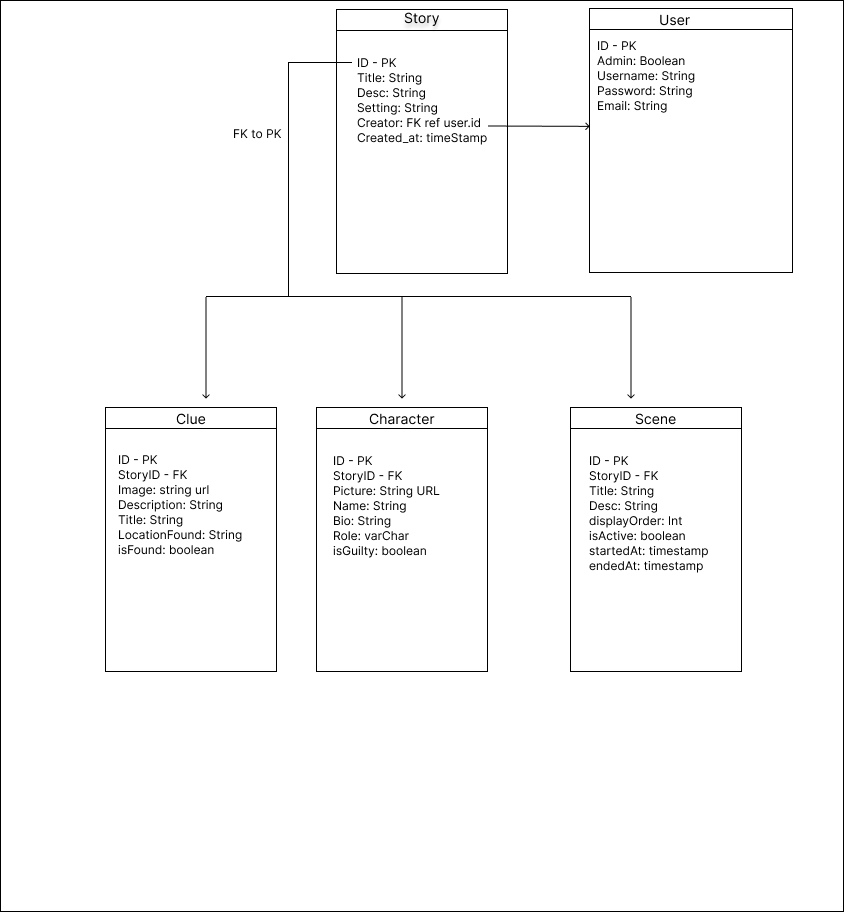 Story
ID - PK
Title: String
Desc: String
Setting: String
Creator: FK ref user.id
Created_at: timeStamp
User
ID - PK
Admin: Boolean
Username: String
Password: String
Email: String
FK to PK
Clue
ID - PK
StoryID - FK
Image: string url
Description: String
Title: String
LocationFound: String
isFound: boolean
Character
ID - PK
StoryID - FK
Picture: String URL
Name: String
Bio: String
Role: varChar
isGuilty: boolean
Scene
ID - PK
StoryID - FK
Title: String
Desc: String
displayOrder: Int
isActive: boolean
startedAt: timestamp
endedAt: timestamp